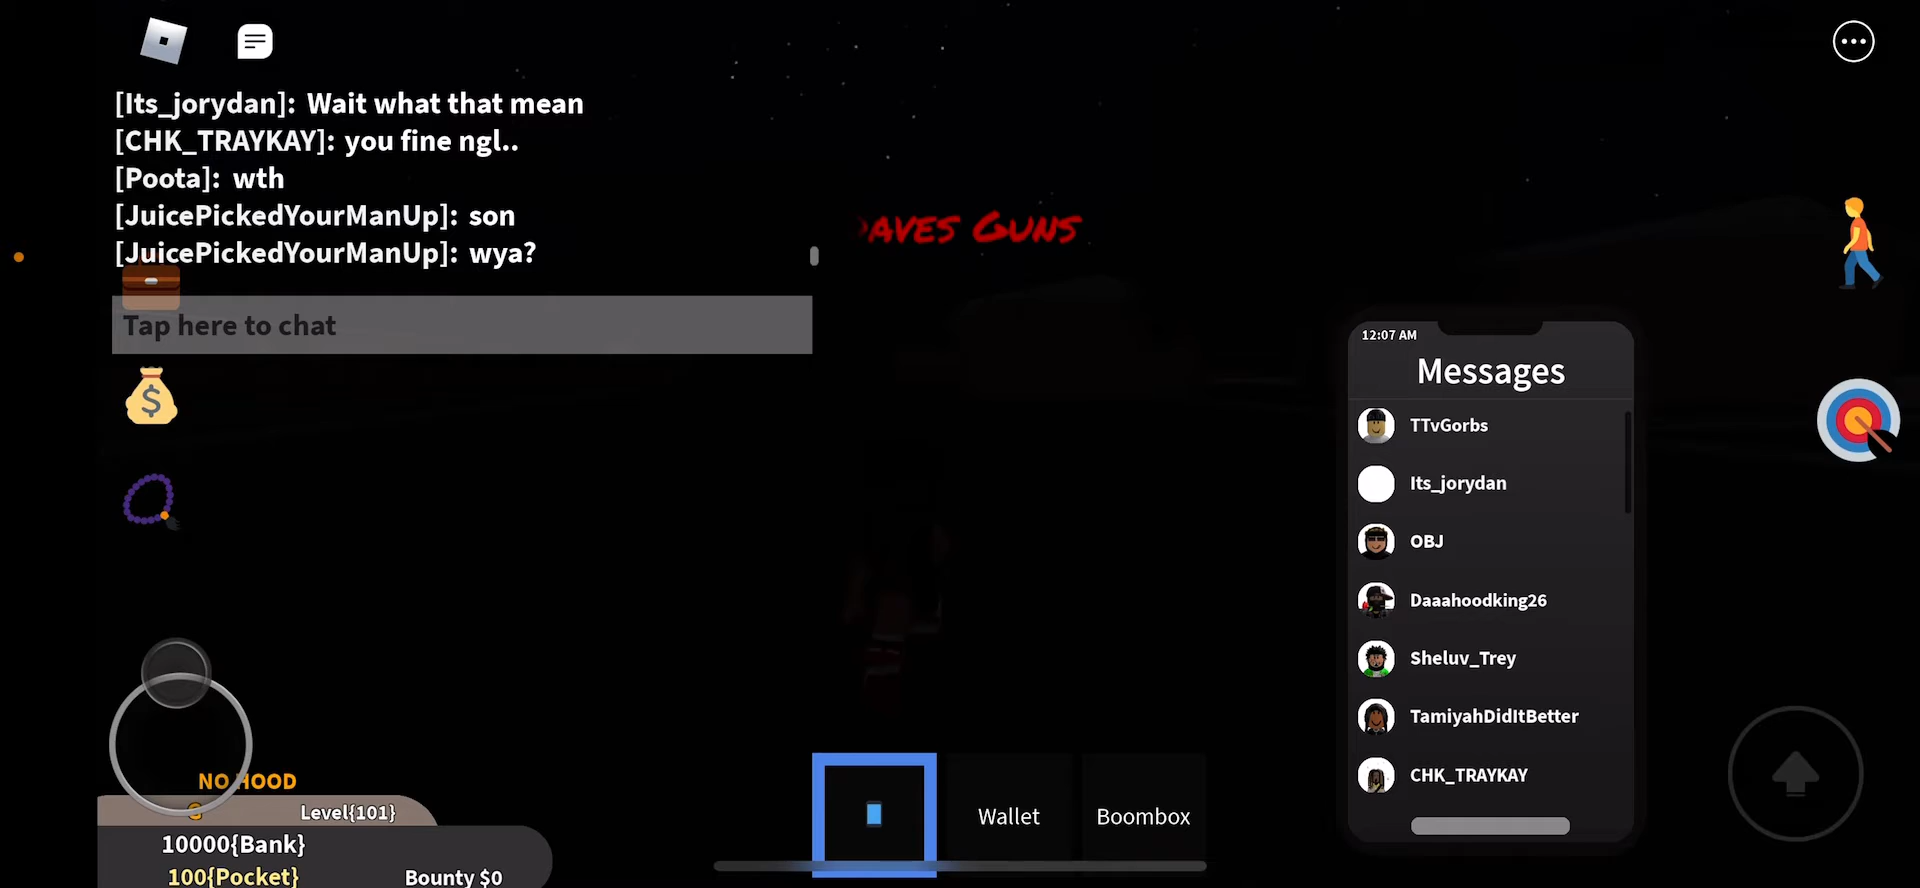 [Its_jorydan]: Wait what that mean
[CHK_TRAYKAY]: you fine ngl..
[Poota]: wth
[JuicePickedYourManUp]: son
[JuicePickedYourManUp]: wya?
Tap here to chat
AVES GUNS
12:07 AM
Messages
TTvGorbs
Its_jorydan
OBJ
Daaahoodking26
Sheluv_Trey
TamiyahDidItBetter
CHK_TRAYKAY
NO HOOD
Level{101}
10000{Bank}
100{Pocket}
Bounty $0
Wallet
Boombox